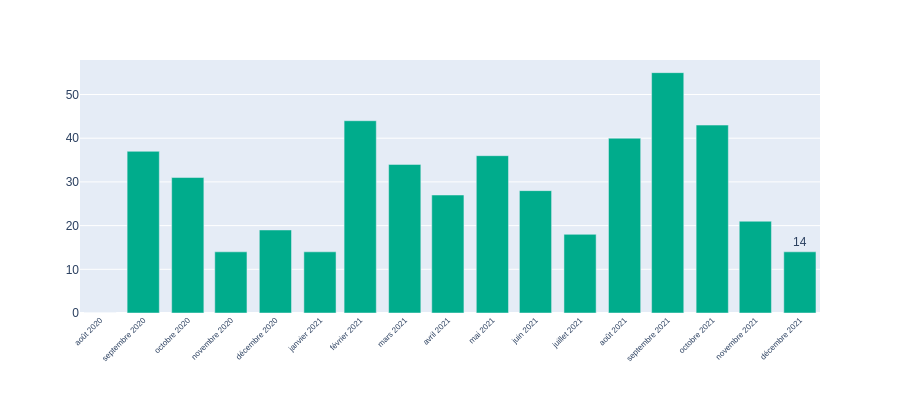 50
40
30
20
10
0
14
août 2020
septembre 2020
octobre 2020
novembre 2020
décembre 2020
janvier 2021
février 2021
mars 2021
avril 2021
mai 2021
juin 2021
juillet 2021
août 2021
septembre 2021
octobre 2021
novembre 2021
décembre 2021